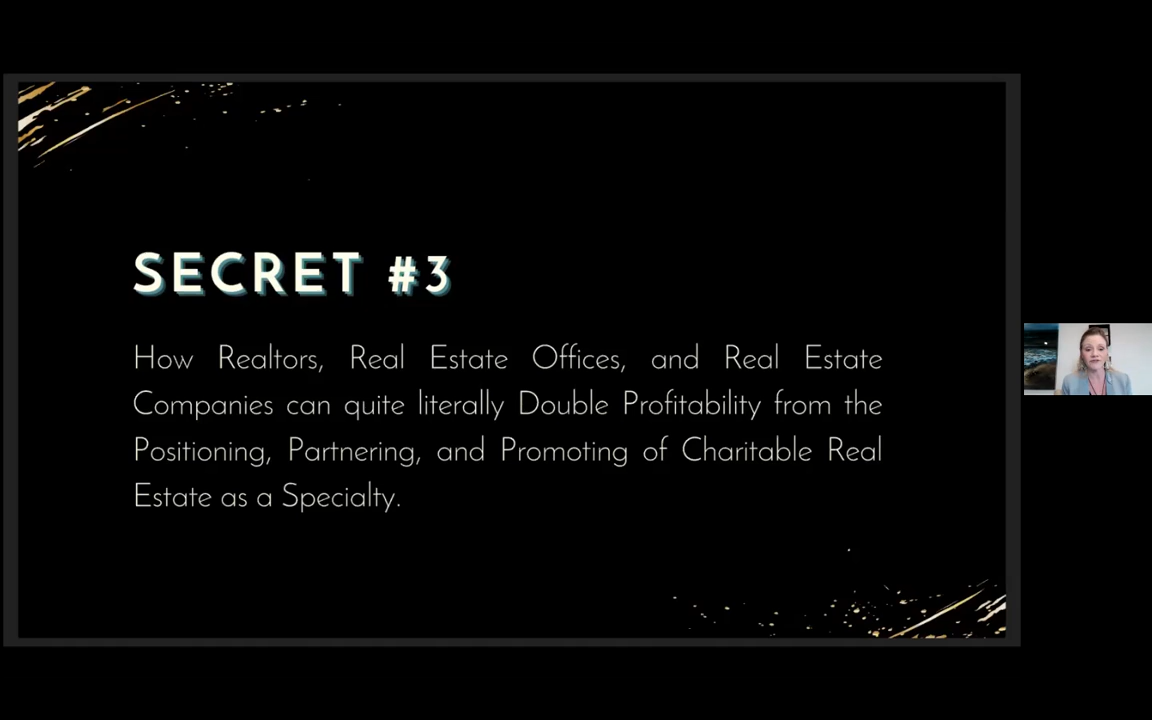 SECRET #3
How Realtors, Real Estate Offices, and Real Estate
Companies can quite literally Double Profitability from the
Positioning, Partnering, and Promoting of Charitable Real
Estate as a Specialty.